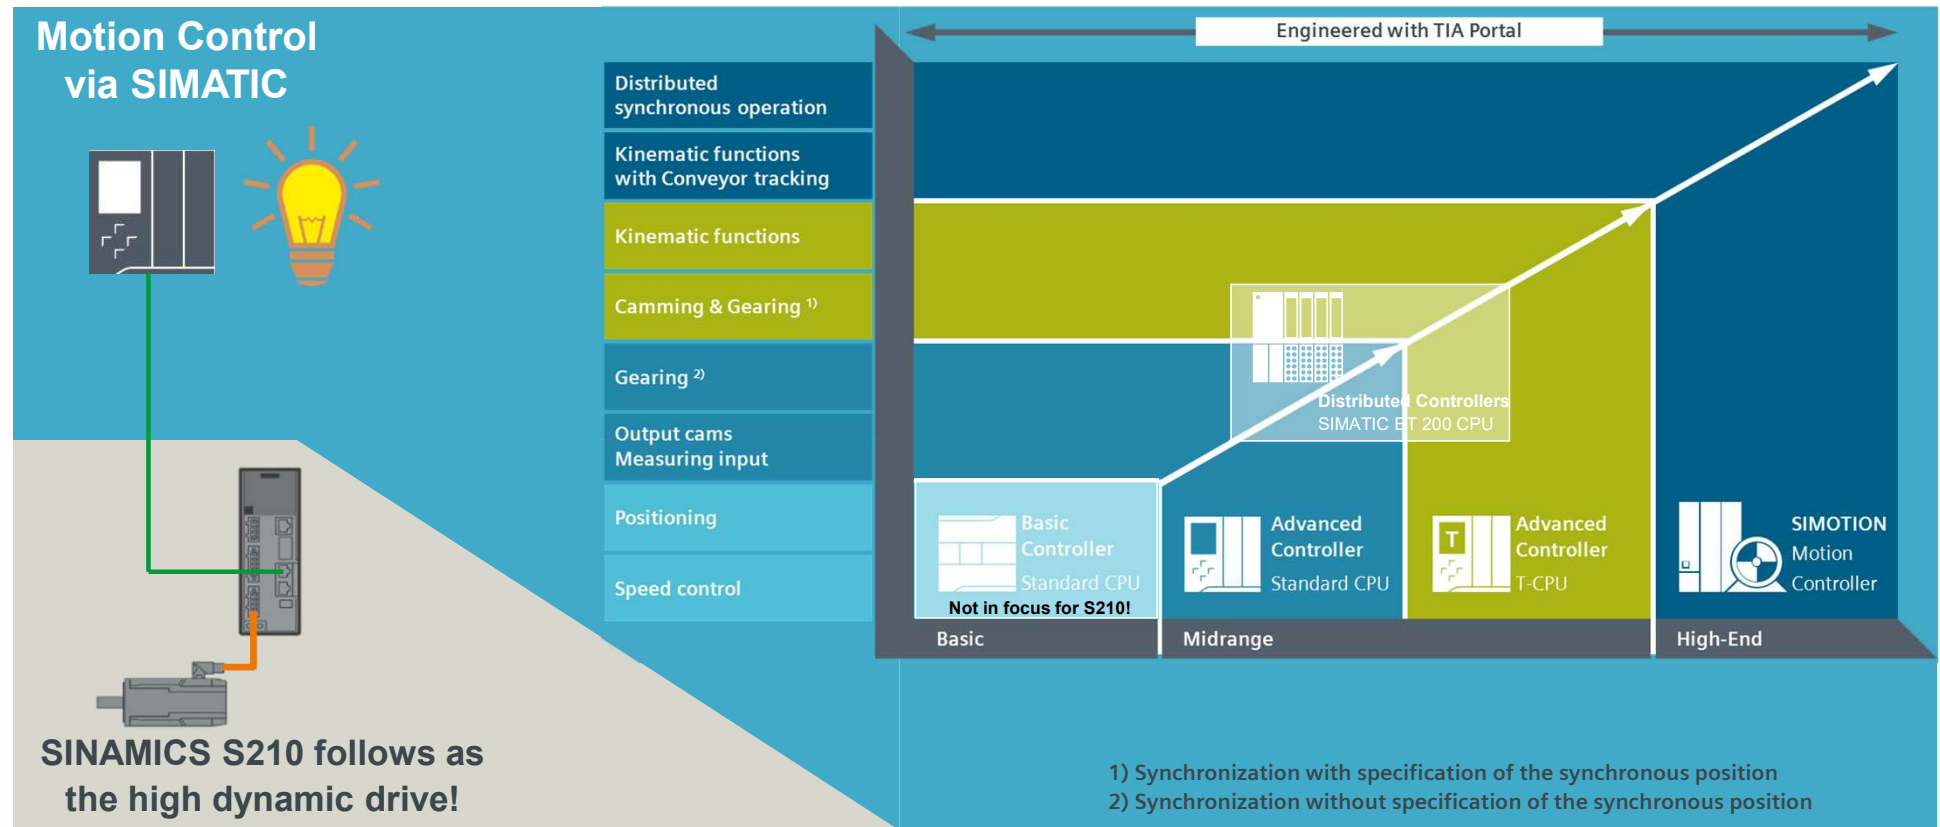 Motion Control
via SIMATIC
Engineered with TIA Portal
Distributed
synchronous operation
Kinematic functions
with Conveyor tracking
Kinematic functions
Camming & Gearing 1)
Gearing 2)
Output cams
Measuring input
Positioning
Speed control
Distributed Controllers
SIMATIC ET 200 CPU
Basic
Controller
Standard CPU
Not in focus for S210!
Advanced
Controller
Standard CPU
T
Advanced
Controller
T-CPU
SIMOTION
Motion
Controller
Basic
Midrange
High-End
SINAMICS S210 follows as
the high dynamic drive!
1) Synchronization with specification of the synchronous position
2) Synchronization without specification of the synchronous position